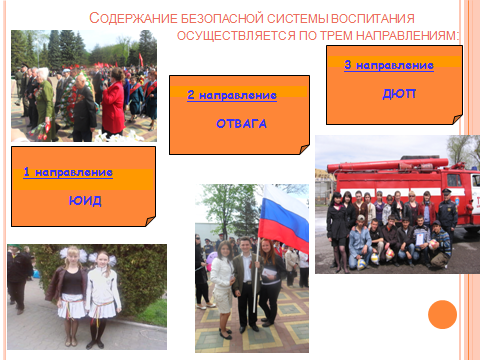 СОДЕРЖАНИЕ БЕЗОПАСНОЙ СИСТЕМЫ ВОСПИТАНИЯ
ОСУЩЕСТВЛЯЕТСЯ ПО ТРЕМ НАПРАВЛЕНИЯМ:
1 направление
ЮИД
2 направление
ОТВАГА
3 направление
ДЮП